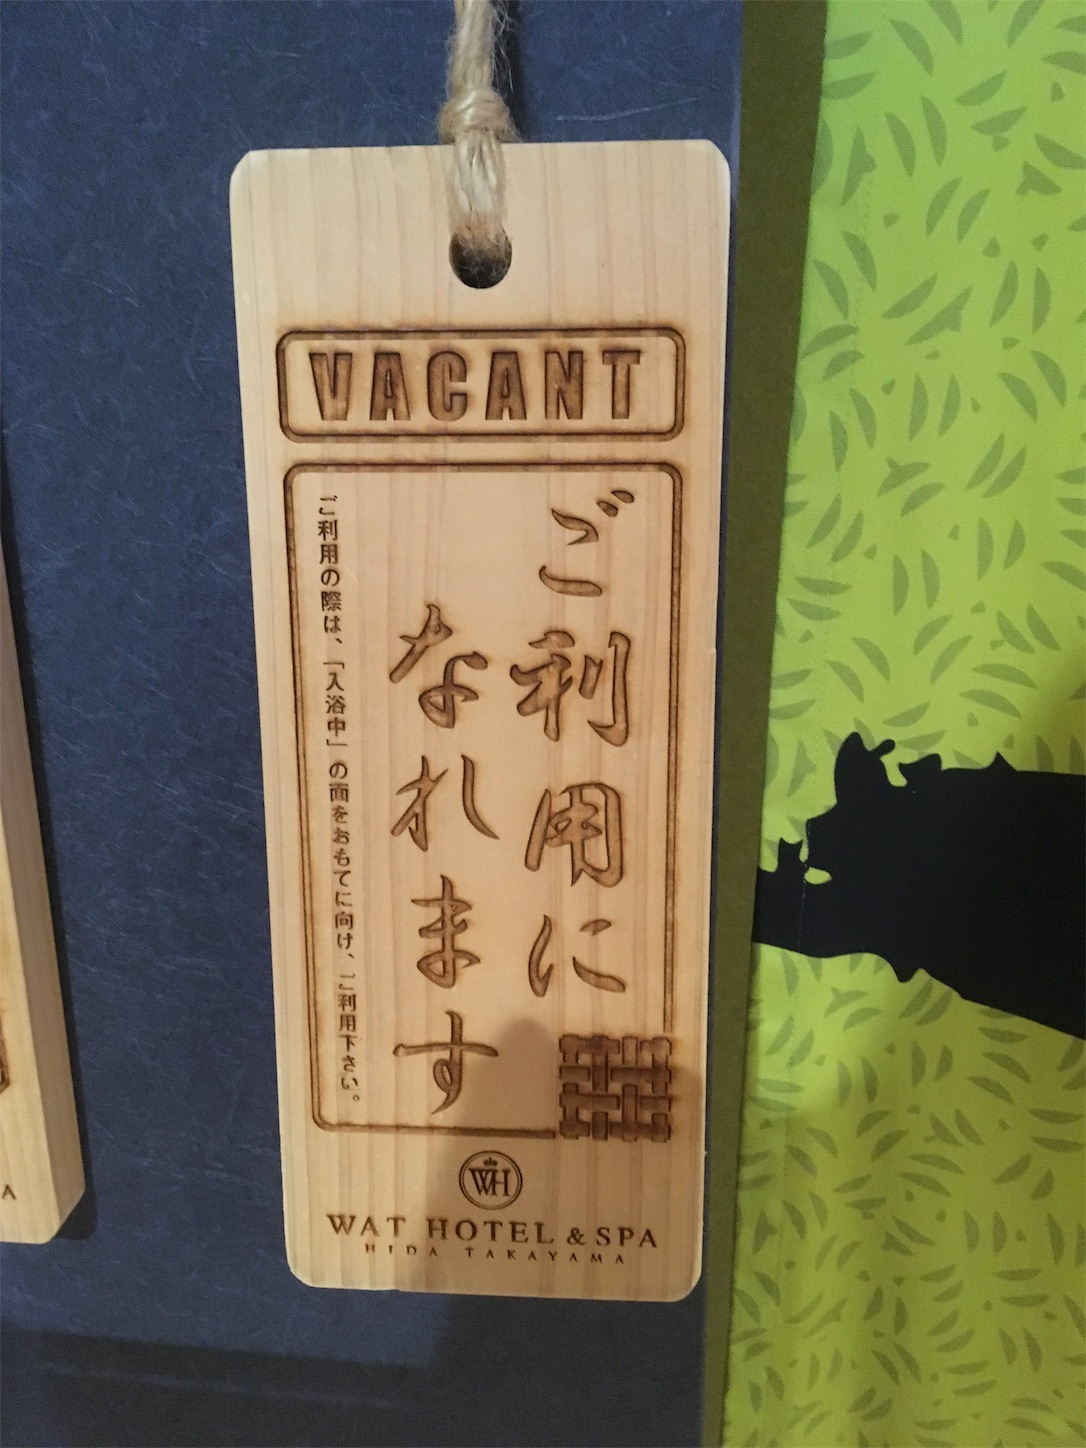 VACANT
ご利用に
なれます
ご利用の際は、「入浴中」の面をおもてに向け、ご利用下さい。
WH
WAT HOTEL & SPA
HIDA TAKAYAMA
A